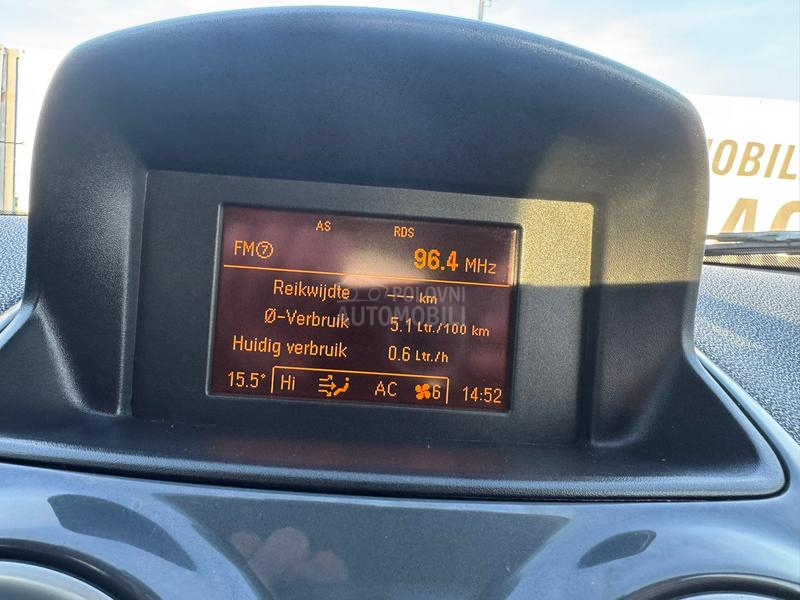 AS RDS
FM7 96.4 MHz
Reikwijdte ---- km
Ø-Verbruik 5.1 Ltr./100 km
Huidig verbruik 0.6 Ltr./h
15.5° Hi AC 6 14:52
POLOVNI
AUTOMOBILI
MOBILI